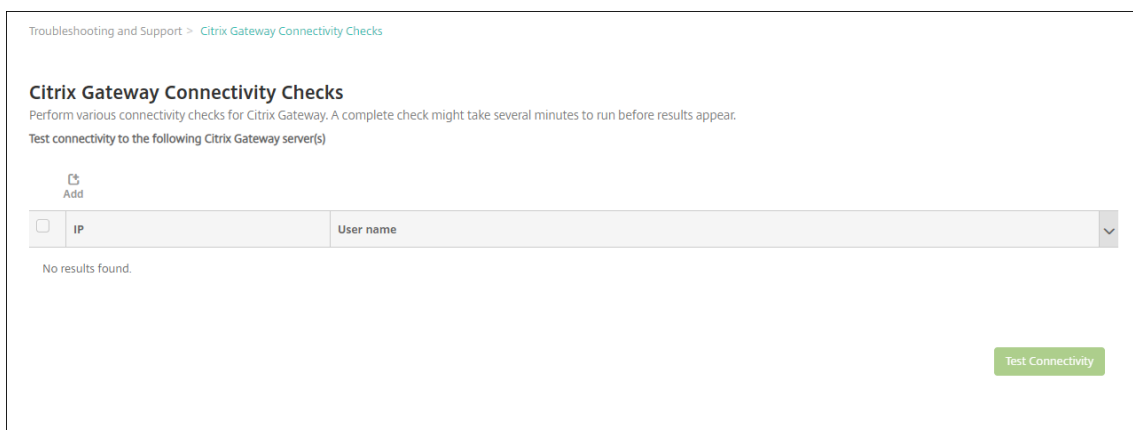 Troubleshooting and Support > Citrix Gateway Connectivity Checks
Citrix Gateway Connectivity Checks
Perform various connectivity checks for Citrix Gateway. A complete check might take several minutes to run before results appear.
Test connectivity to the following Citrix Gateway server(s)
Add
IP User name
No results found.
Test Connectivity